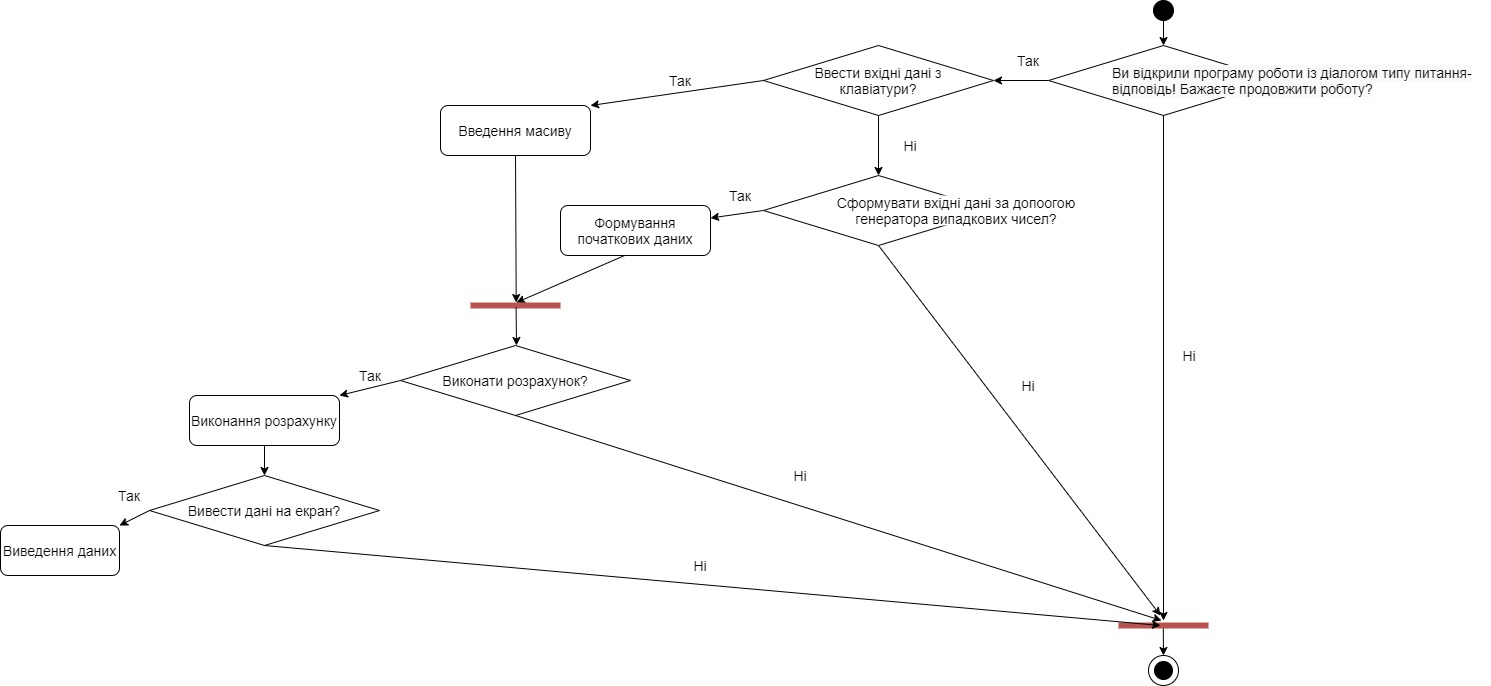 Ви відкрили програму роботи із діалогом типу питання-
відповідь! Бажаєте продовжити роботу?
Так
Ввести вхідні дані з
клавіатури?
Так
Введення масиву
Ні
Сформувати вхідні дані за допоогою
генератора випадкових чисел?
Так
Формування
початкових даних
Ні
Ні
Виконати розрахунок?
Так
Виконання розрахунку
Ні
Вивести дані на екран?
Так
Виведення даних
Ні